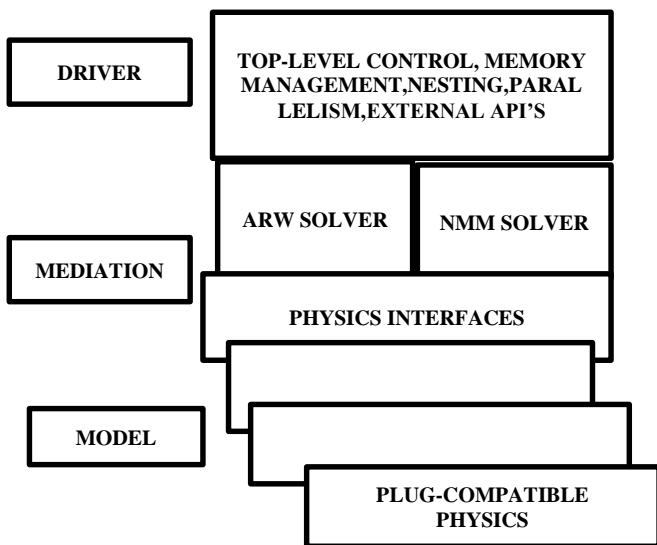 DRIVER
TOP-LEVEL CONTROL, MEMORY
MANAGEMENT,NESTING,PARAL
LELISM,EXTERNAL API’S
ARW SOLVER
NMM SOLVER
MEDIATION
PHYSICS INTERFACES
MODEL
PLUG-COMPATIBLE
PHYSICS